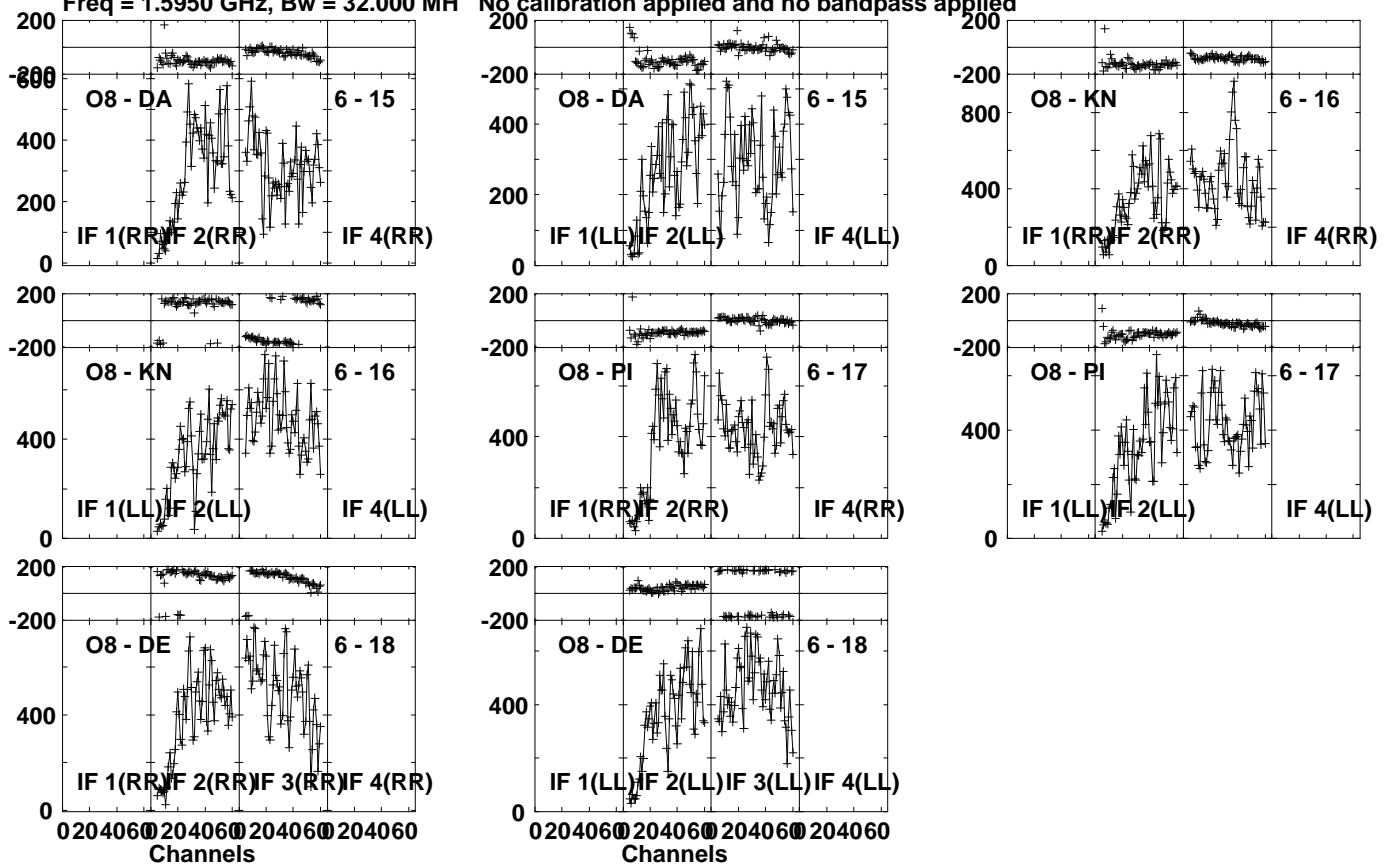 Freq = 1.5950 GHz, Bw = 32.000 MH No calibration applied and no bandpass applied
200 200 200
-200 -200 -200
600
O8 - DA 6 - 15 O8 - DA 6 - 15 O8 - KN 6 - 16
400 400 800
200 200 400
IF 1(RR) IF 2(RR) IF 4(RR) IF 1(LL) IF 2(LL) IF 4(LL) IF 1(RR) IF 2(RR) IF 4(RR)
0 0 0
200 200 200
-200 -200 -200
O8 - KN 6 - 16 O8 - PI 6 - 17 O8 - PI 6 - 17
400 400 400
IF 1(LL) IF 2(LL) IF 4(LL) IF 1(RR) IF 2(RR) IF 4(RR) IF 1(LL) IF 2(LL) IF 4(LL)
0 0 0
200 200
-200 -200
O8 - DE 6 - 18 O8 - DE 6 - 18
400 400
IF 1(RR) IF 2(RR) IF 3(RR) IF 4(RR) IF 1(LL) IF 2(LL) IF 3(LL) IF 4(LL)
0 0
0 20 40 60 0 20 40 60 0 20 40 60 0 20 40 60 0 20 40 60 0 20 40 60 0 20 40 60 0 20 40 60
Channels Channels